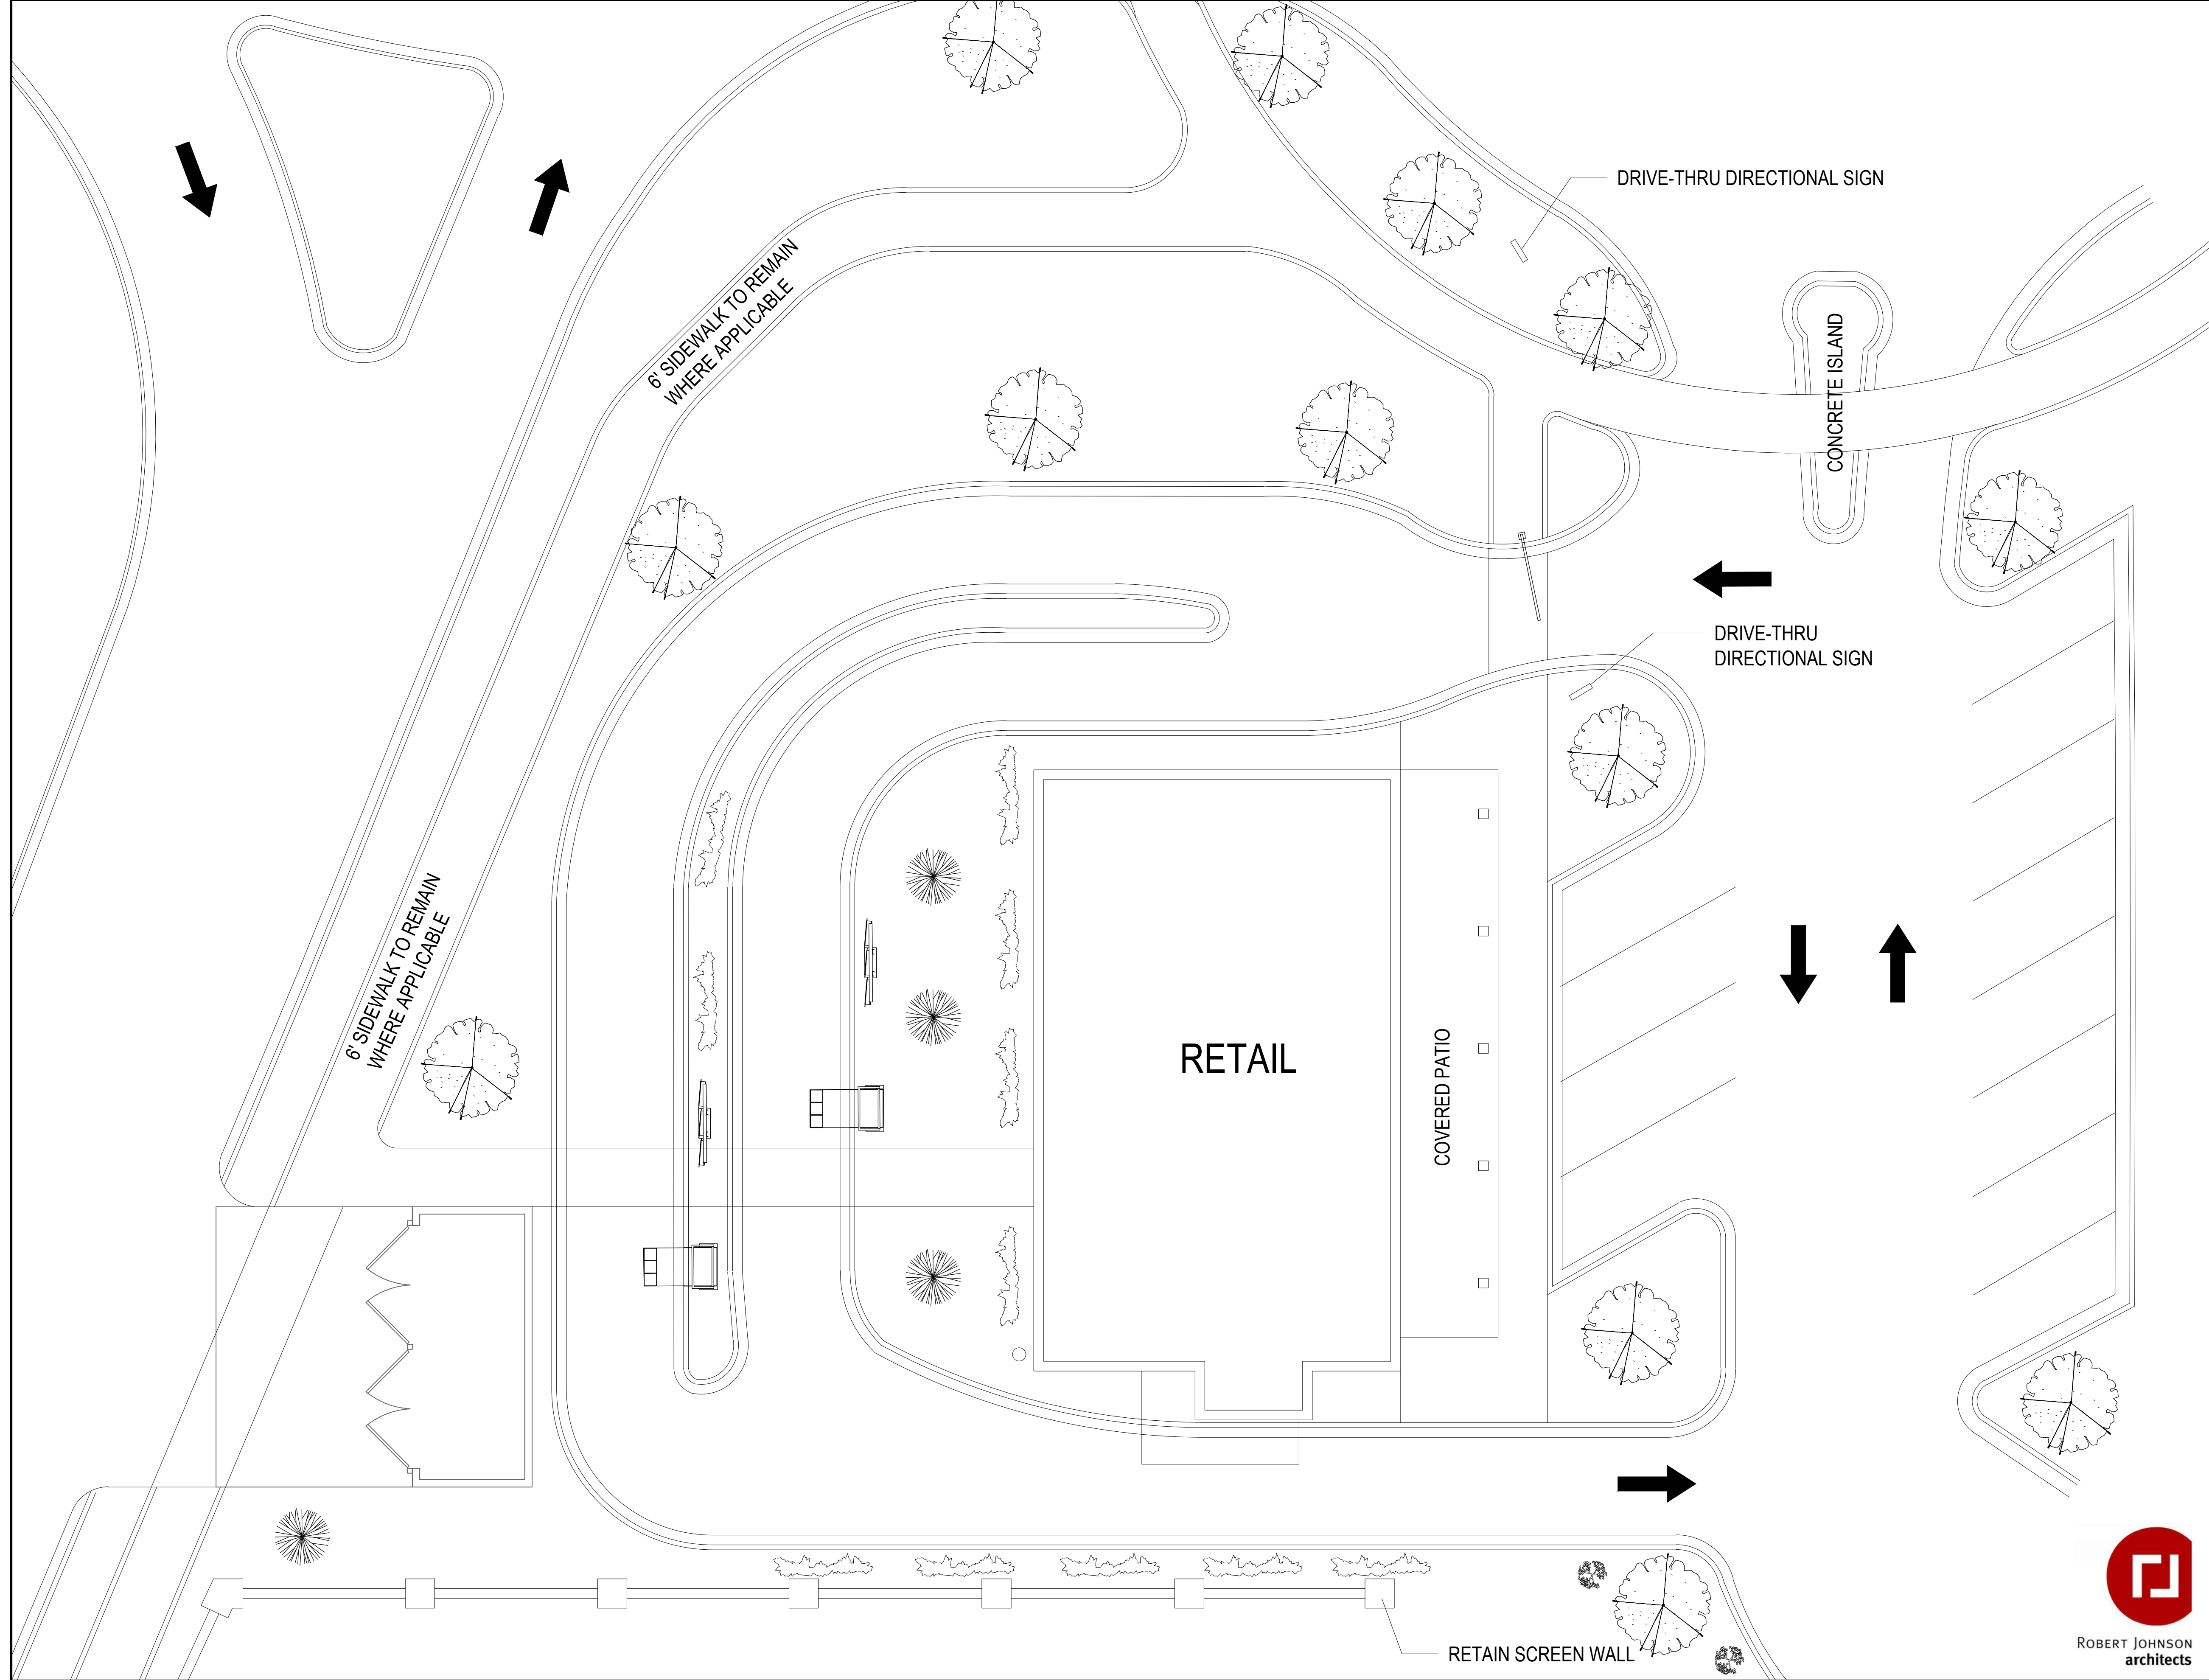 DRIVE-THRU DIRECTIONAL SIGN
6' SIDEWALK TO REMAIN
WHERE APPLICABLE
CONCRETE ISLAND
DRIVE-THRU
DIRECTIONAL SIGN
6' SIDEWALK TO REMAIN
WHERE APPLICABLE
RETAIL
COVERED PATIO
RETAIN SCREEN WALL
ROBERT JOHNSON
architects